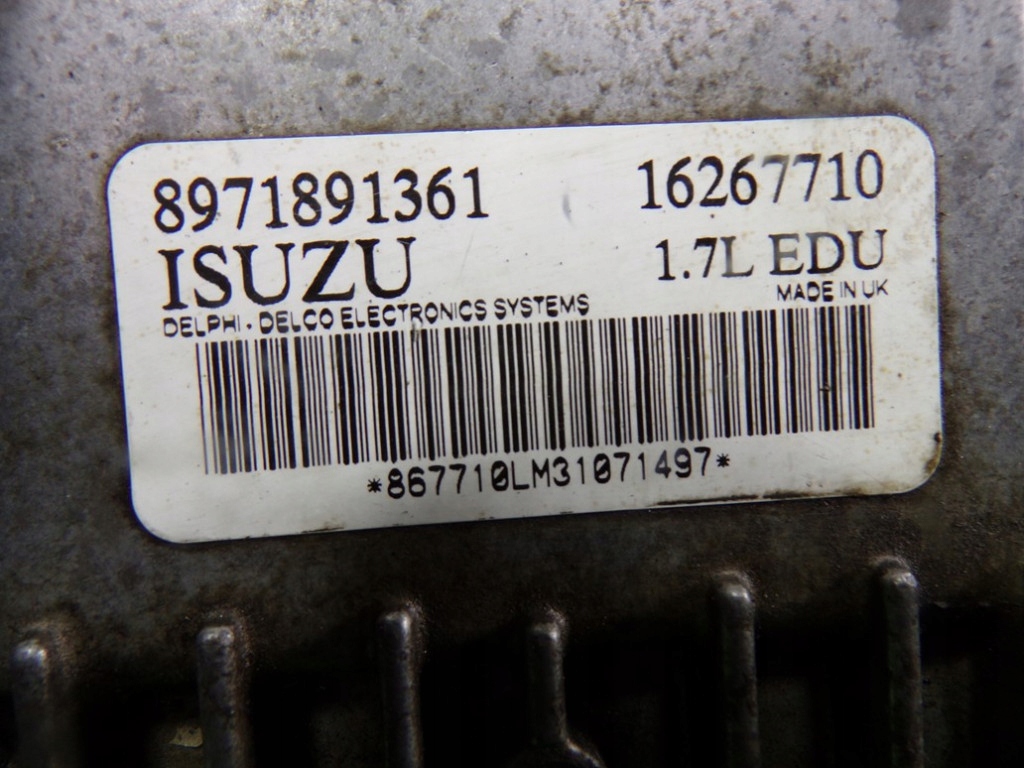 8971891361 16267710
ISUZU 1.7L EDU
DELPHI - DELCO ELECTRONICS SYSTEMS MADE IN UK
*867710LM31071497*